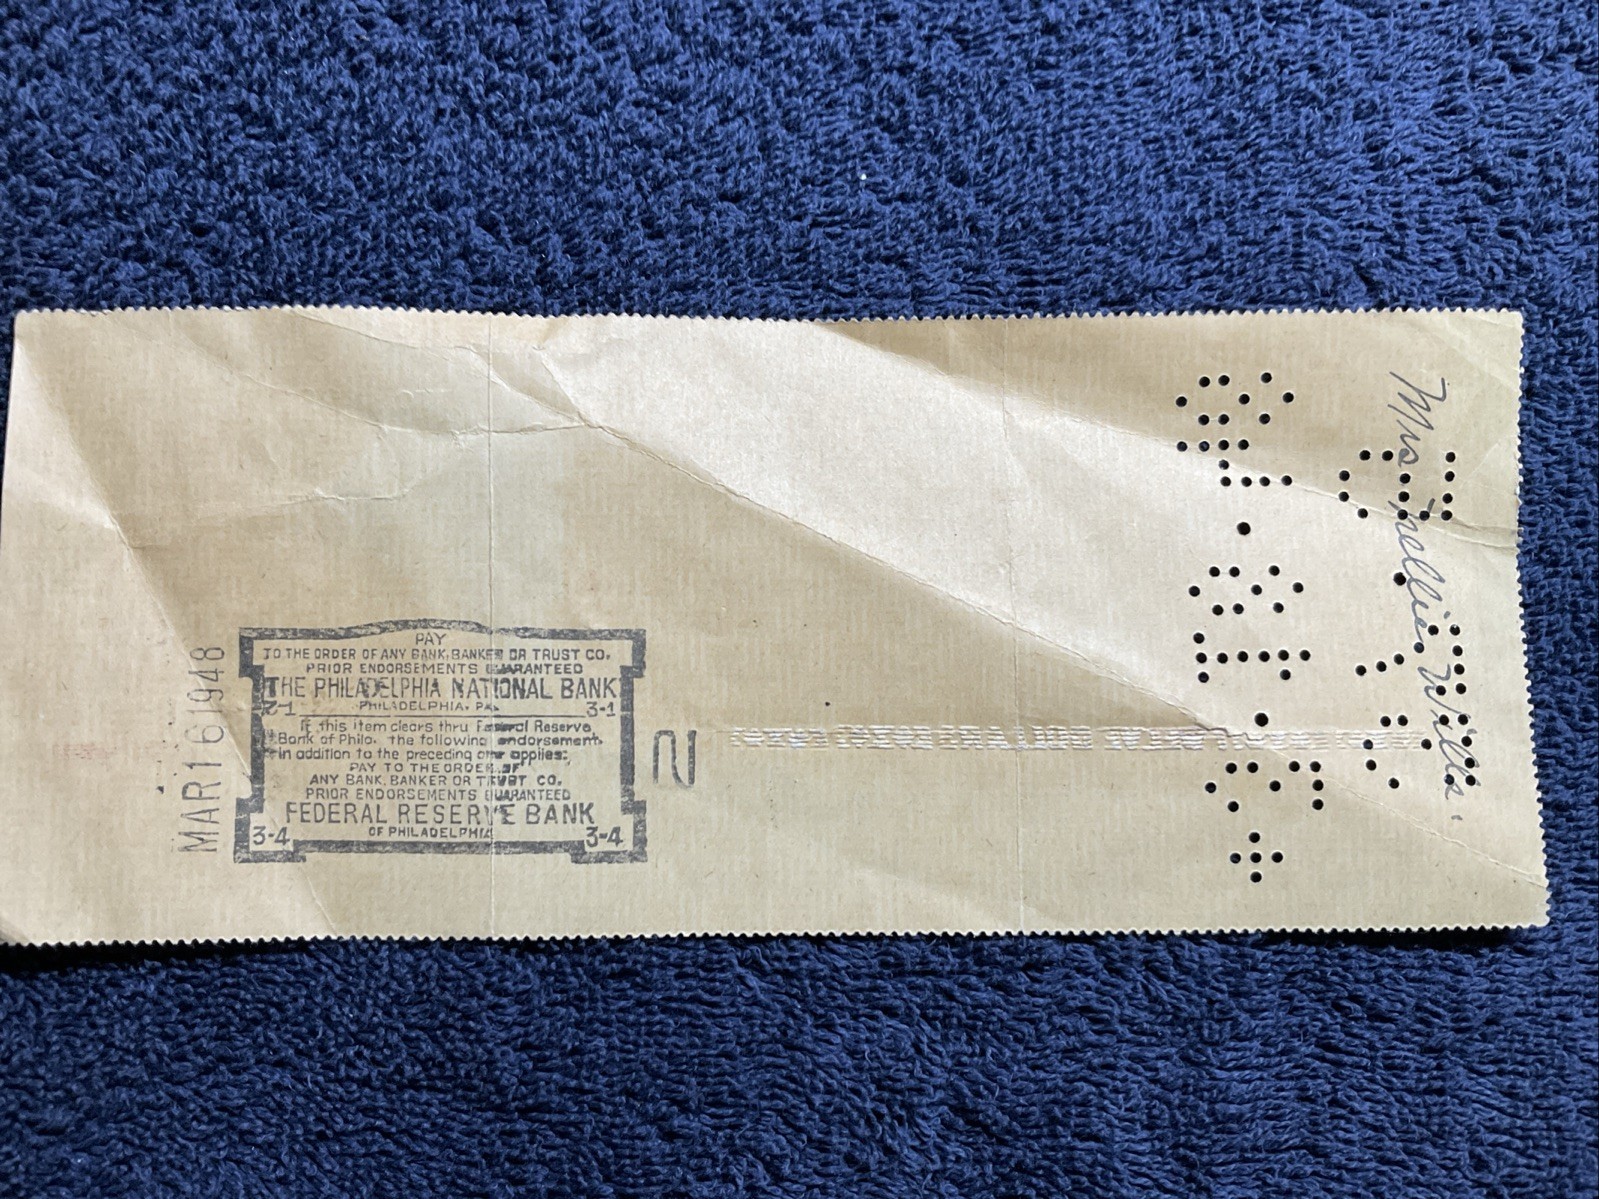 PAY
TO THE ORDER OF ANY BANK, BANKER OR TRUST CO.
PRIOR ENDORSEMENTS GUARANTEED
THE PHILADELPHIA NATIONAL BANK
3-1 PHILADELPHIA, PA. 3-1
If this item clears thru Federal Reserve
Bank of Phila. the following endorsement
in addition to the preceding one applies:
PAY TO THE ORDER OF
ANY BANK, BANKER OR TRUST CO.
PRIOR ENDORSEMENTS GUARANTEED
FEDERAL RESERVE BANK
OF PHILADELPHIA
3-4 3-4
MAR 16 1948
N
Mrs. Nellie Wills.